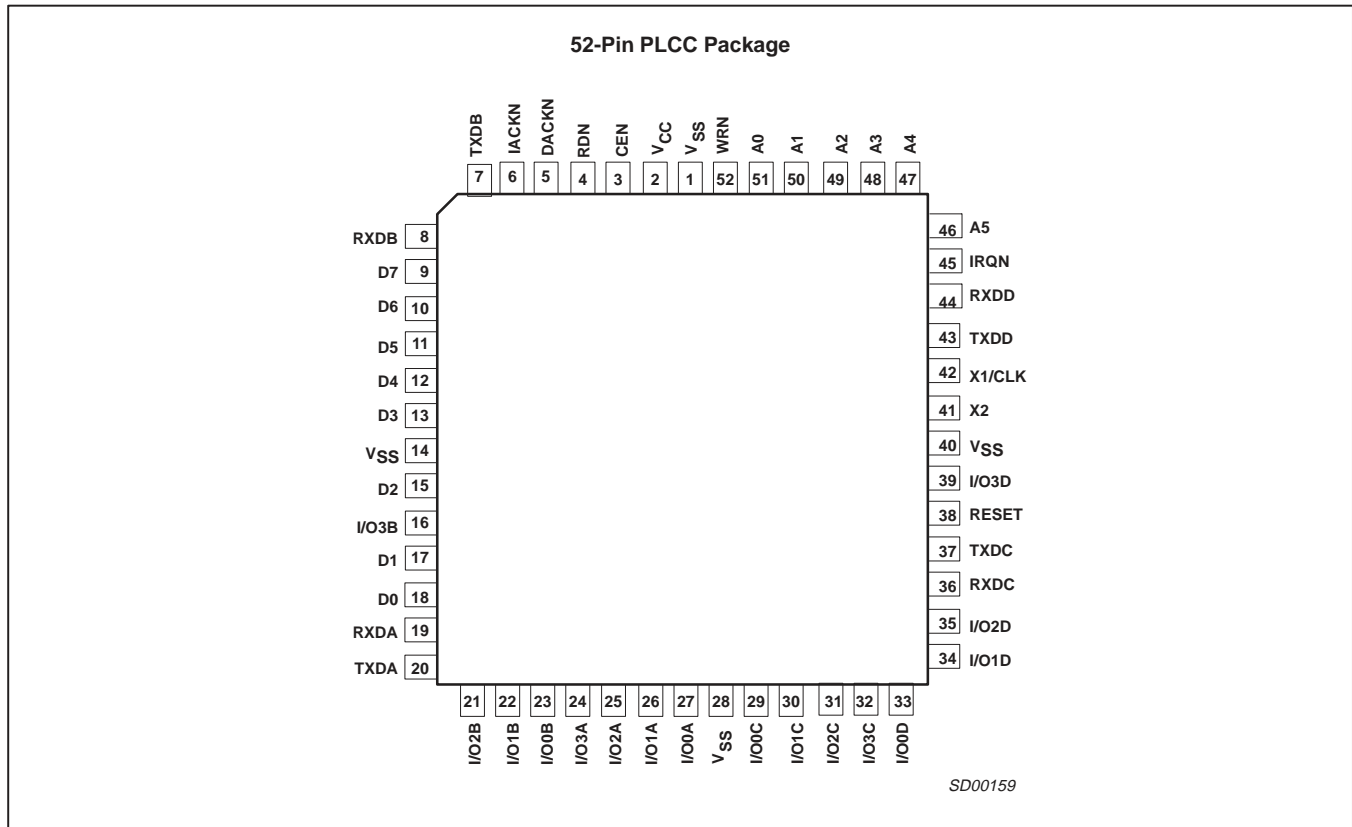 52-Pin PLCC Package
TXDB
IACKN
DACKN
RDN
CEN
VCC
VSS
WRN
A0
A1
A2
A3
A4
7 6 5 4 3 2 1 52 51 50 49 48 47
RXDB 8
D7 9
D6 10
D5 11
D4 12
D3 13
VSS 14
D2 15
I/O3B 16
D1 17
D0 18
RXDA 19
TXDA 20
46 A5
45 IRQN
44 RXDD
43 TXDD
42 X1/CLK
41 X2
40 VSS
39 I/O3D
38 RESET
37 TXDC
36 RXDC
35 I/O2D
34 I/O1D
21 22 23 24 25 26 27 28 29 30 31 32 33
I/O2B
I/O1B
I/O0B
I/O3A
I/O2A
I/O1A
I/O0A
VSS
I/O0C
I/O1C
I/O2C
I/O3C
I/O0D
SD00159